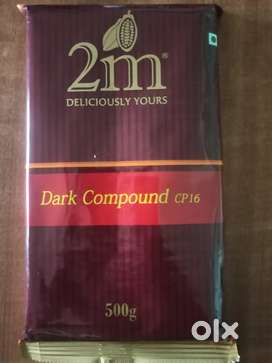 2m®
DELICIOUSLY YOURS
Dark Compound CP16
500g
olx